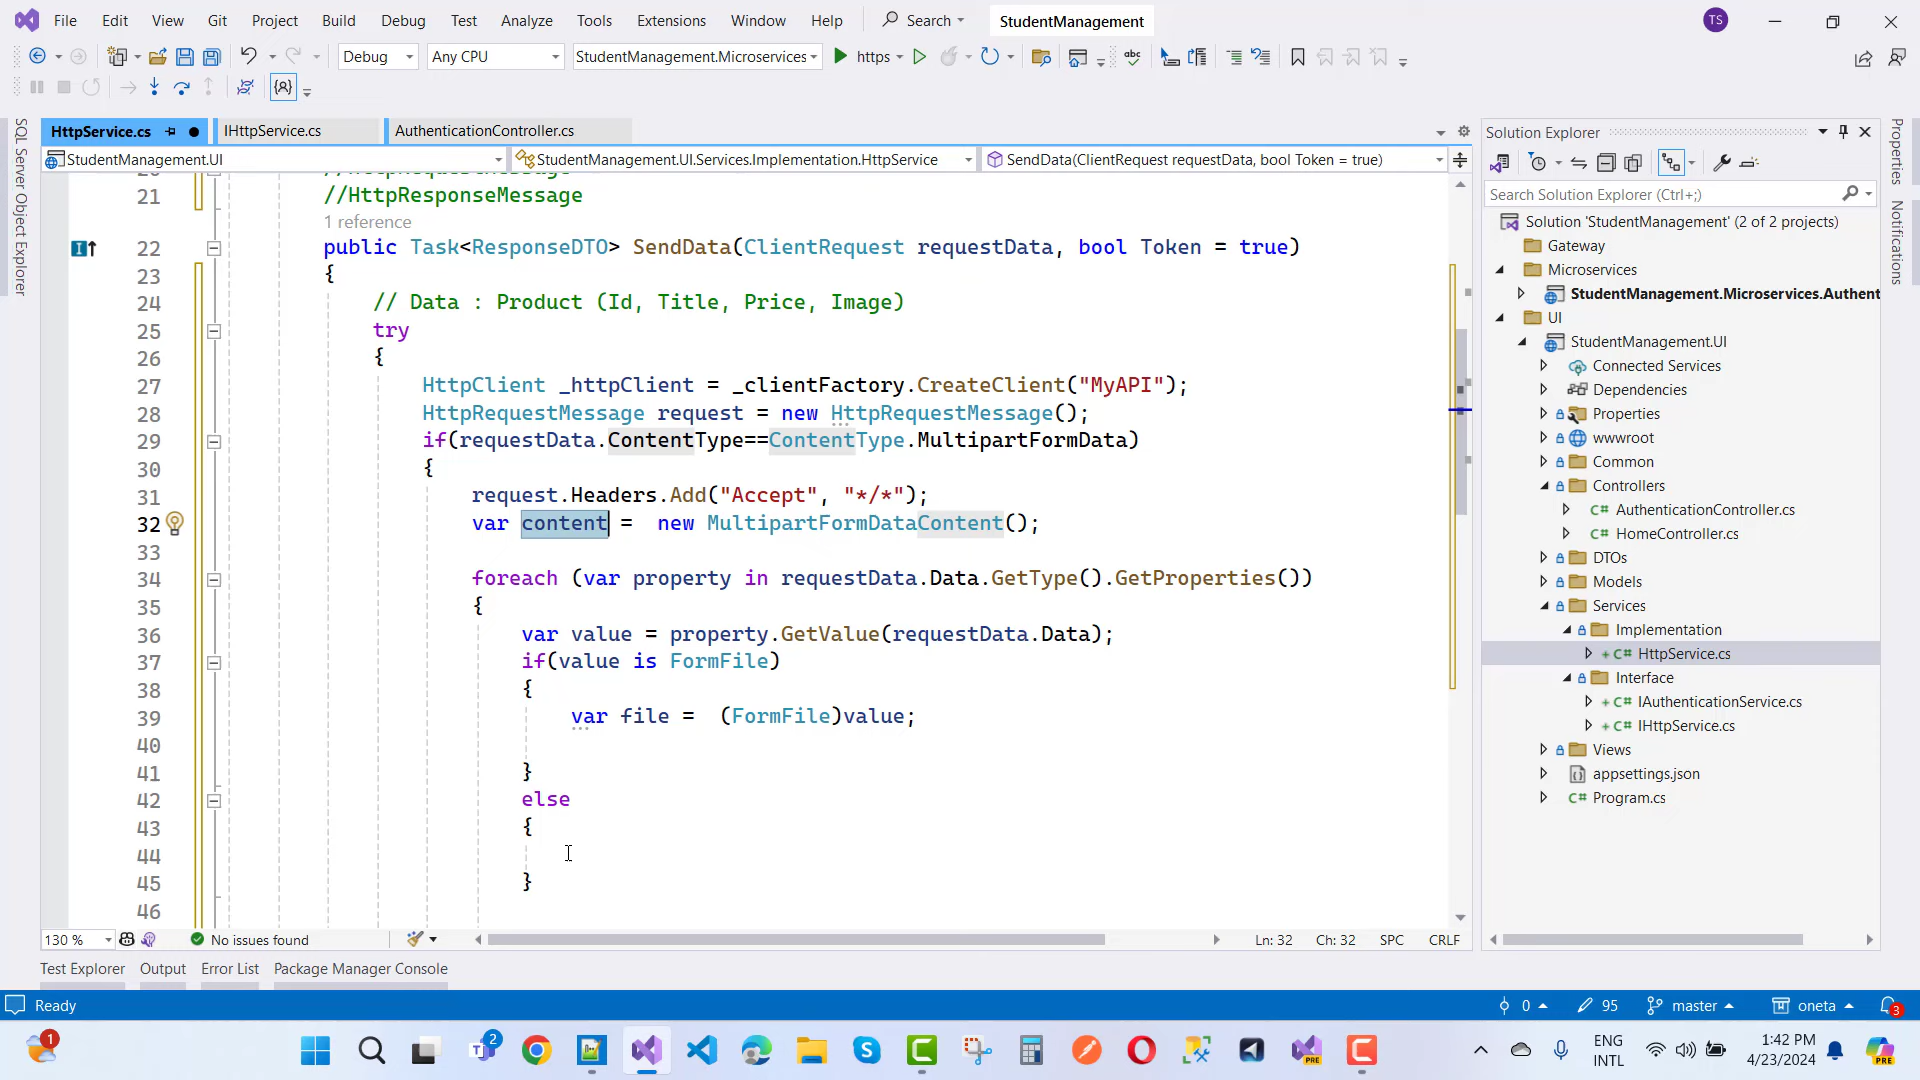 File Edit View Git Project Build Debug Test Analyze Tools Extensions Window Help Search StudentManagement TS
Debug Any CPU StudentManagement.Microservices https
HttpService.cs IHttpService.cs AuthenticationController.cs
StudentManagement.UI StudentManagement.UI.Services.Implementation.HttpService SendData(ClientRequest requestData, bool Token = true)
SQL Server Object Explorer
21 //HttpResponseMessage
1 reference
22 public Task<ResponseDTO> SendData(ClientRequest requestData, bool Token = true)
23 {
24 // Data : Product (Id, Title, Price, Image)
25 try
26 {
27 HttpClient _httpClient = _clientFactory.CreateClient("MyAPI");
28 HttpRequestMessage request = new HttpRequestMessage();
29 if(requestData.ContentType==ContentType.MultipartFormData)
30 {
31 request.Headers.Add("Accept", "*/*");
32 var content = new MultipartFormDataContent();
33
34 foreach (var property in requestData.Data.GetType().GetProperties())
35 {
36 var value = property.GetValue(requestData.Data);
37 if(value is FormFile)
38 {
39 var file = (FormFile)value;
40
41 }
42 else
43 {
44
45 }
46
130 % No issues found Ln: 32 Ch: 32 SPC CRLF
Solution Explorer
Search Solution Explorer (Ctrl+;)
Solution 'StudentManagement' (2 of 2 projects)
Gateway
Microservices
StudentManagement.Microservices.Authent
UI
StudentManagement.UI
Connected Services
Dependencies
Properties
wwwroot
Common
Controllers
C# AuthenticationController.cs
C# HomeController.cs
DTOs
Models
Services
Implementation
+ C# HttpService.cs
Interface
+ C# IAuthenticationService.cs
+ C# IHttpService.cs
Views
appsettings.json
C# Program.cs
Properties
Notifications
Test Explorer Output Error List Package Manager Console
Ready 0 95 master oneta 3
1 2 PRE ENG INTL 1:42 PM 4/23/2024 PRE